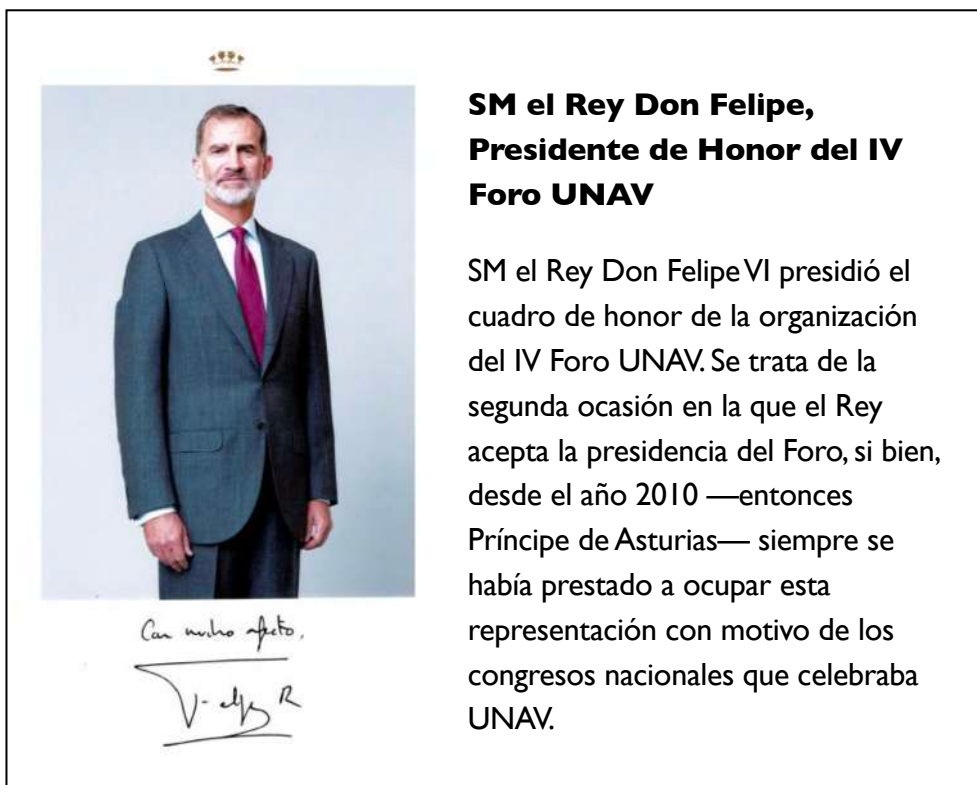 SM el Rey Don Felipe,
Presidente de Honor del IV
Foro UNAV
SM el Rey Don Felipe VI presidió el
cuadro de honor de la organización
del IV Foro UNAV. Se trata de la
segunda ocasión en la que el Rey
acepta la presidencia del Foro, si bien,
desde el año 2010 —entonces
Príncipe de Asturias— siempre se
había prestado a ocupar esta
representación con motivo de los
congresos nacionales que celebraba
UNAV.
Con mucho afecto,